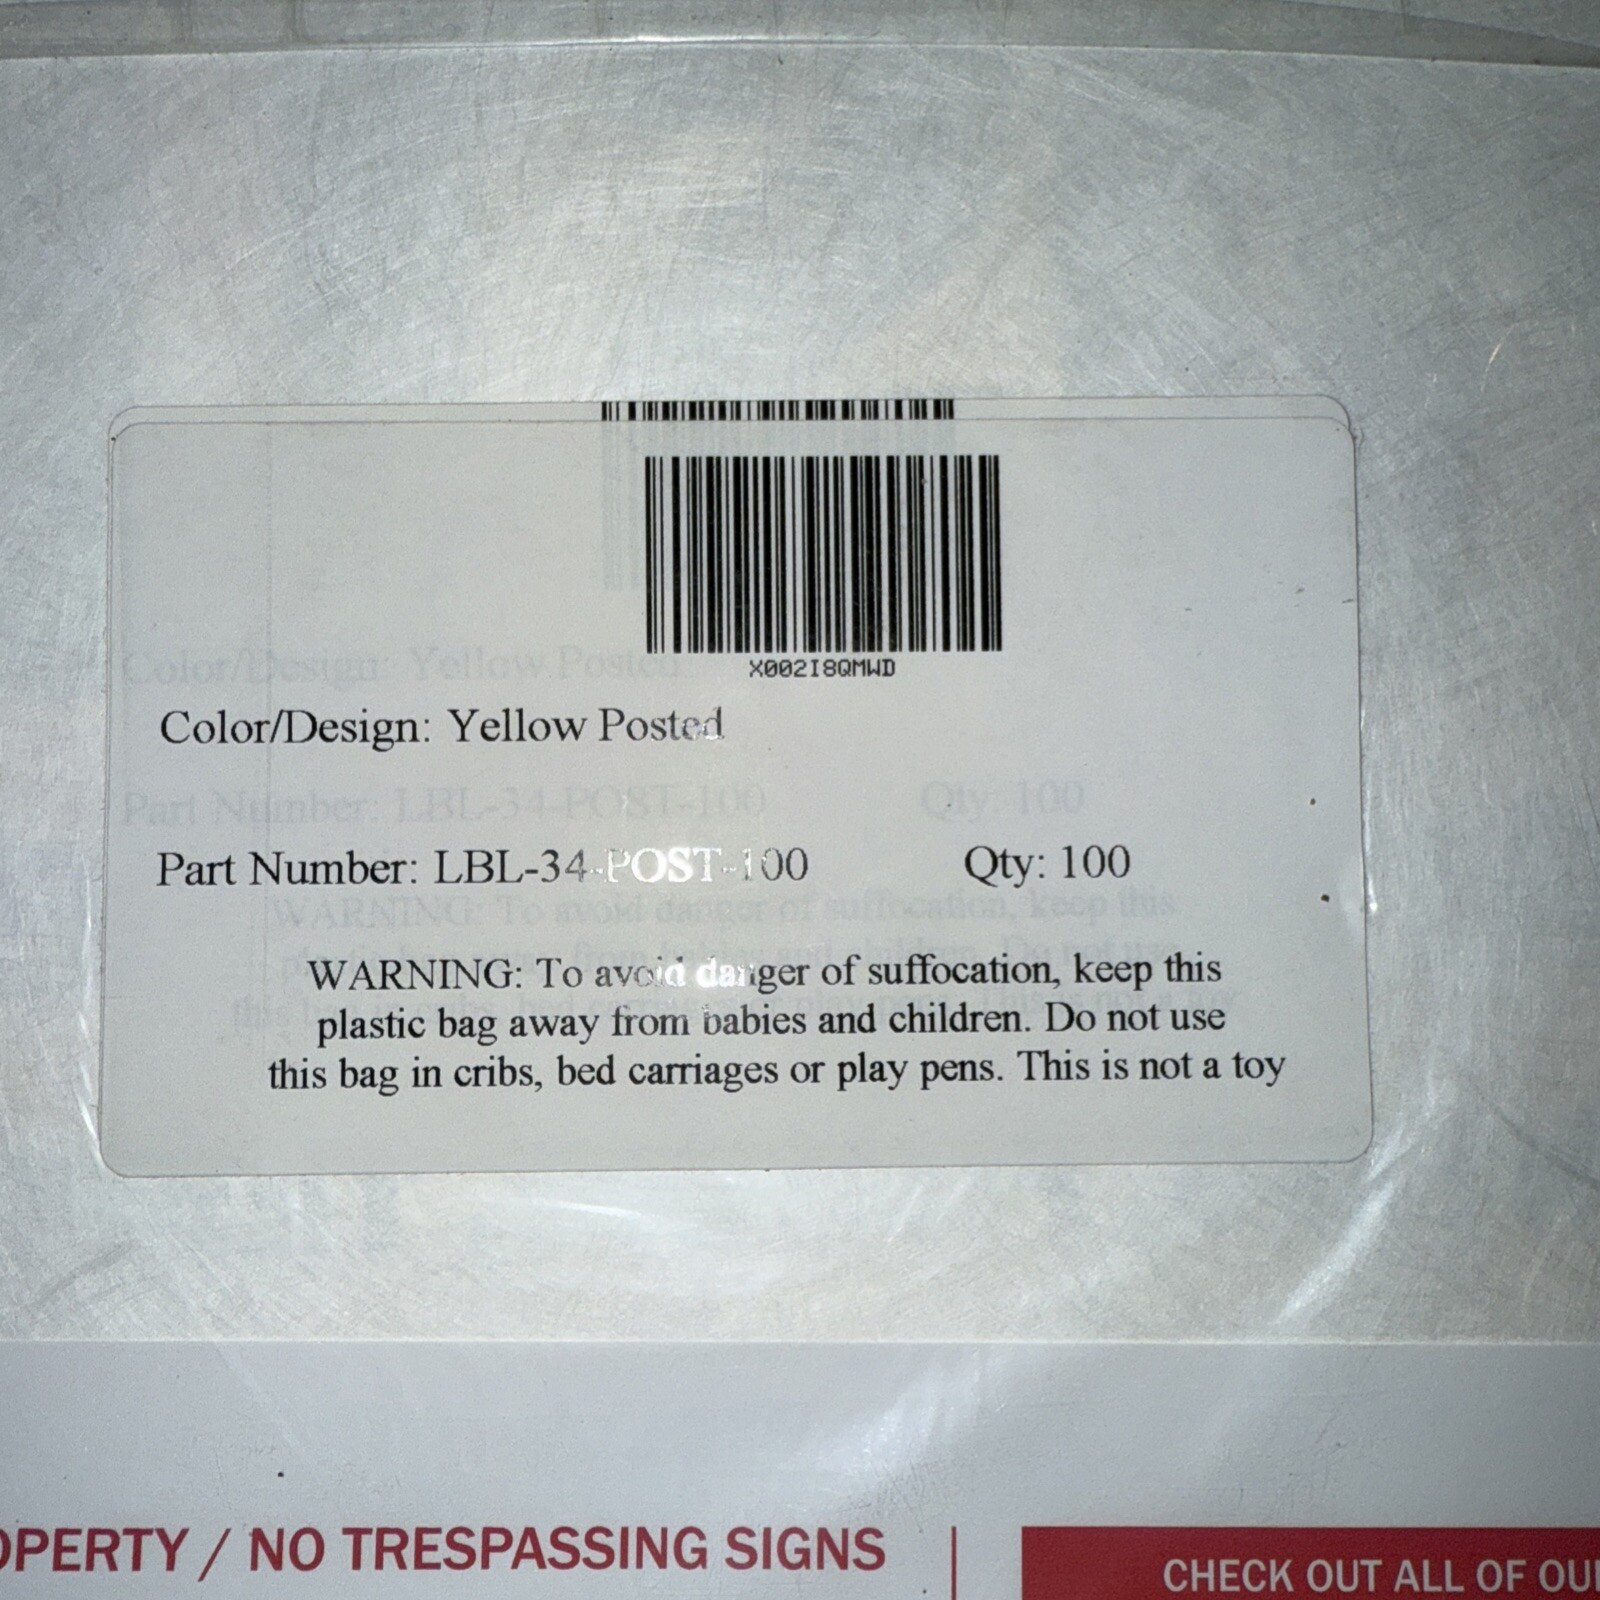 X002I8QMWD
Color/Design: Yellow Posted
Part Number: LBL-34-POST-100 Qty: 100
WARNING: To avoid danger of suffocation, keep this
plastic bag away from babies and children. Do not use
this bag in cribs, bed carriages or play pens. This is not a toy
OPERTY / NO TRESPASSING SIGNS
CHECK OUT ALL OF OU